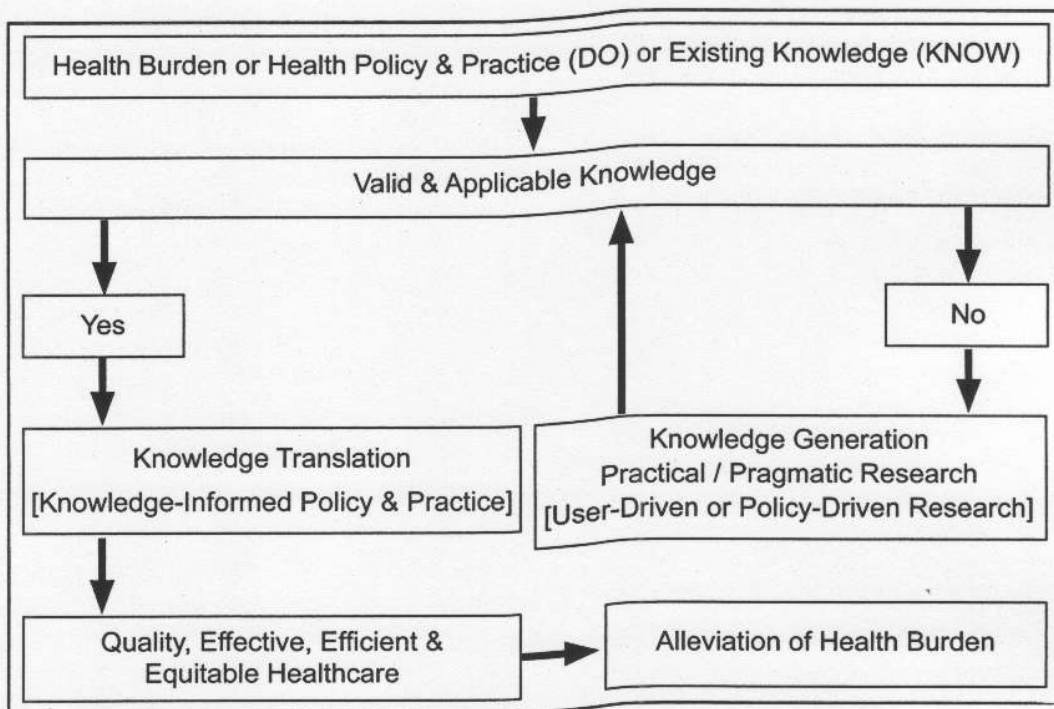 Health Burden or Health Policy & Practice (DO) or Existing Knowledge (KNOW)
Valid & Applicable Knowledge
Yes
No
Knowledge Translation
[Knowledge-Informed Policy & Practice]
Knowledge Generation
Practical / Pragmatic Research
[User-Driven or Policy-Driven Research]
Quality, Effective, Efficient &
Equitable Healthcare
Alleviation of Health Burden